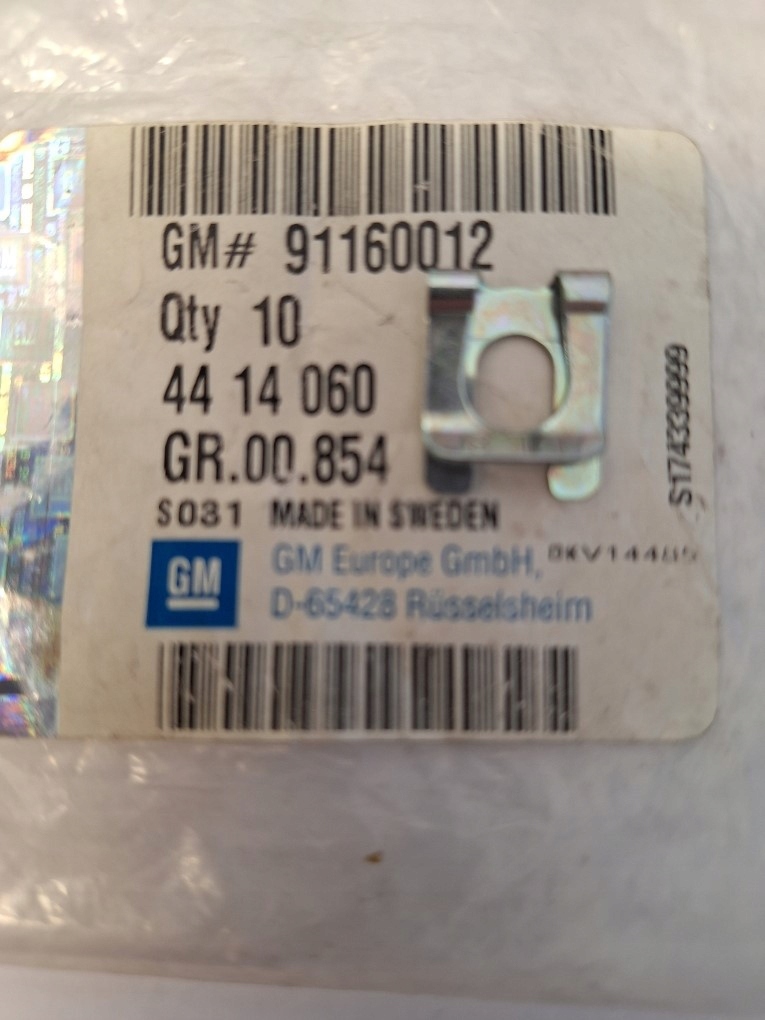 GM# 91160012
Qty 10
44 14 060
GR.00.854
S031 MADE IN SWEDEN
GM
GM Europe GmbH,
D-65428 Rüsselsheim
S174339999